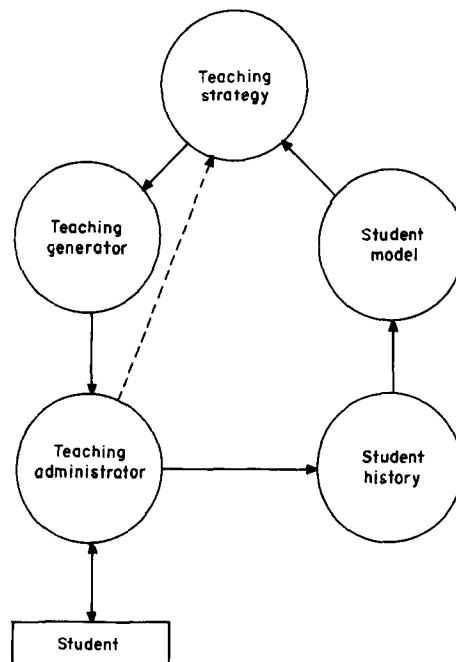 Teaching
strategy
Teaching
generator
Student
model
Teaching
administrator
Student
history
Student